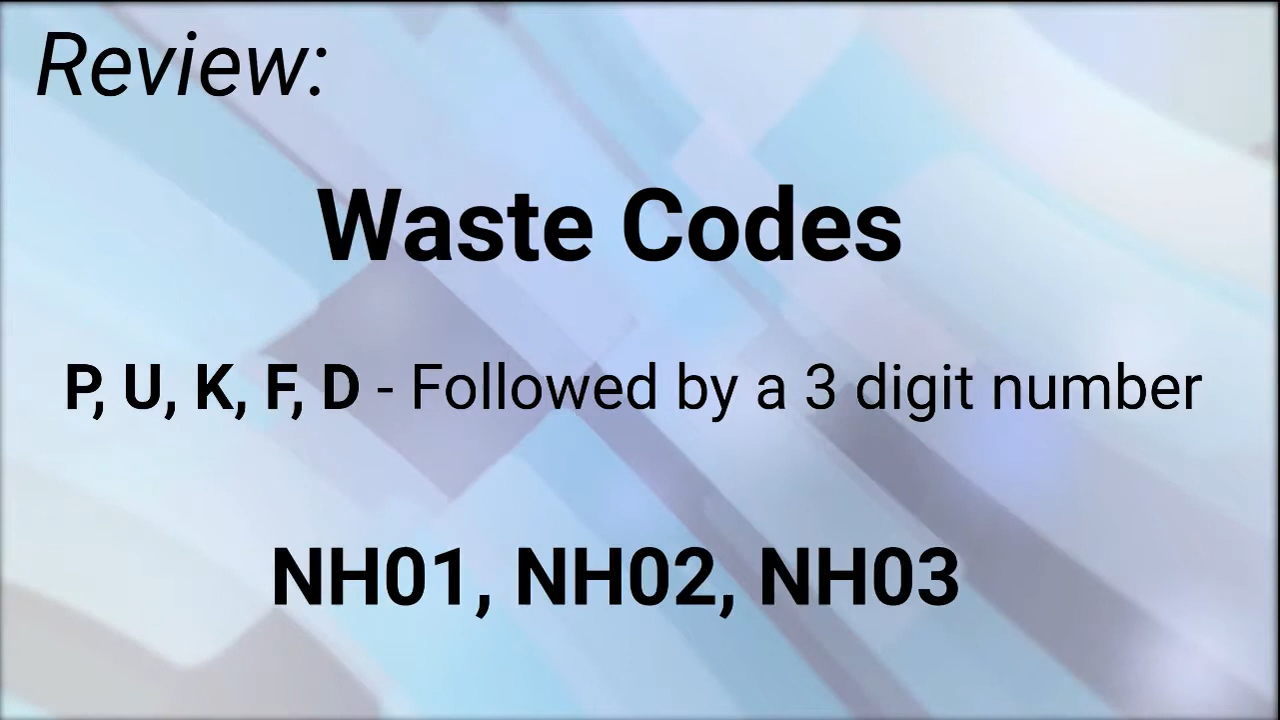 Review:
Waste Codes
P, U, K, F, D - Followed by a 3 digit number
NH01, NH02, NH03